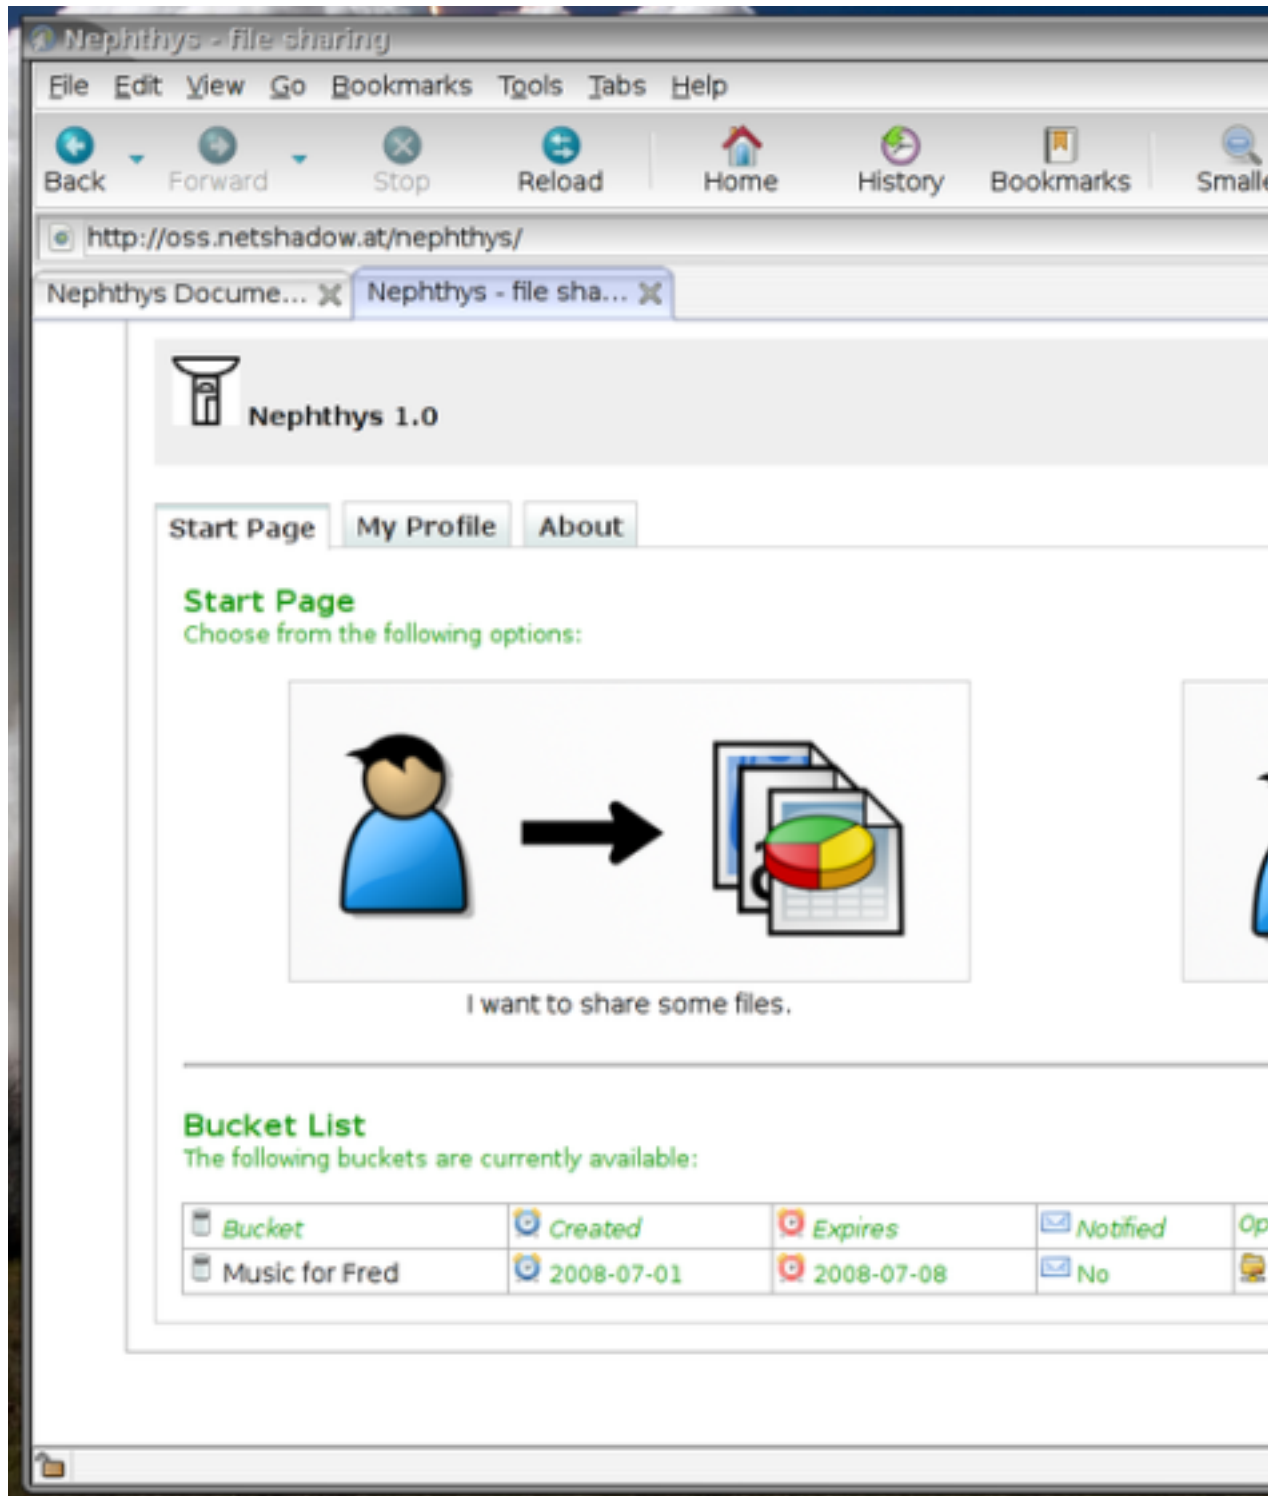 Nephthys - file sharing
File Edit View Go Bookmarks Tools Tabs Help
Back Forward Stop Reload Home History Bookmarks Smalle
http://oss.netshadow.at/nephthys/
Nephthys Docume... Nephthys - file sha...
Nephthys 1.0
Start Page My Profile About
Start Page
Choose from the following options:
I want to share some files.
Bucket List
The following buckets are currently available:
Bucket Created Expires Notified Op
Music for Fred 2008-07-01 2008-07-08 No